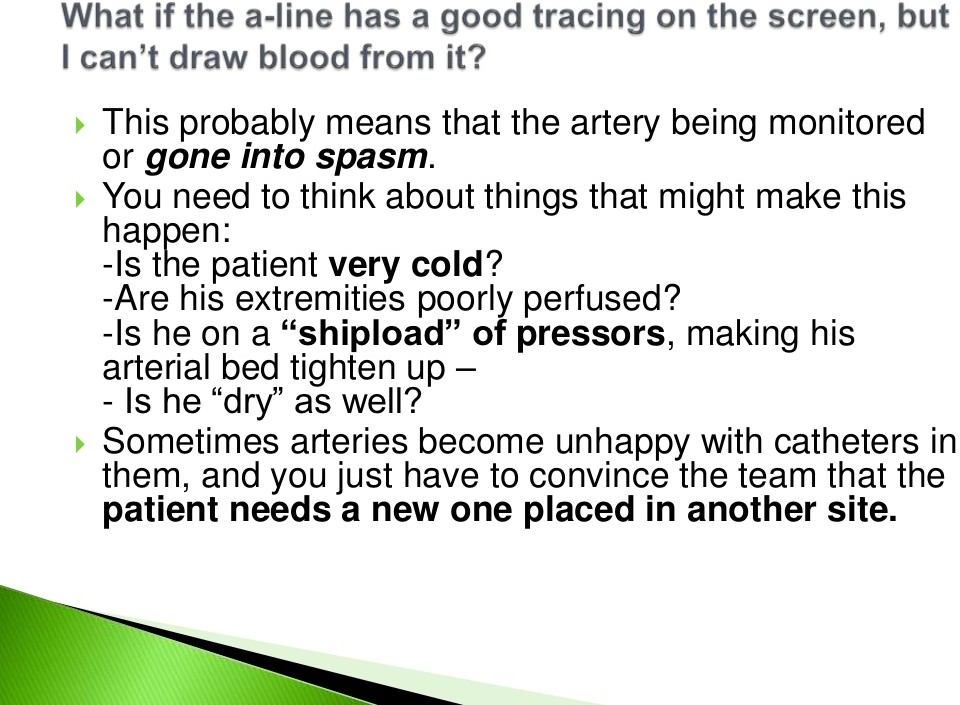 What if the a-line has a good tracing on the screen, but
I can’t draw blood from it?
This probably means that the artery being monitored
or gone into spasm.
You need to think about things that might make this
happen:
-Is the patient very cold?
-Are his extremities poorly perfused?
-Is he on a “shipload” of pressors, making his
arterial bed tighten up –
- Is he “dry” as well?
Sometimes arteries become unhappy with catheters in
them, and you just have to convince the team that the
patient needs a new one placed in another site.